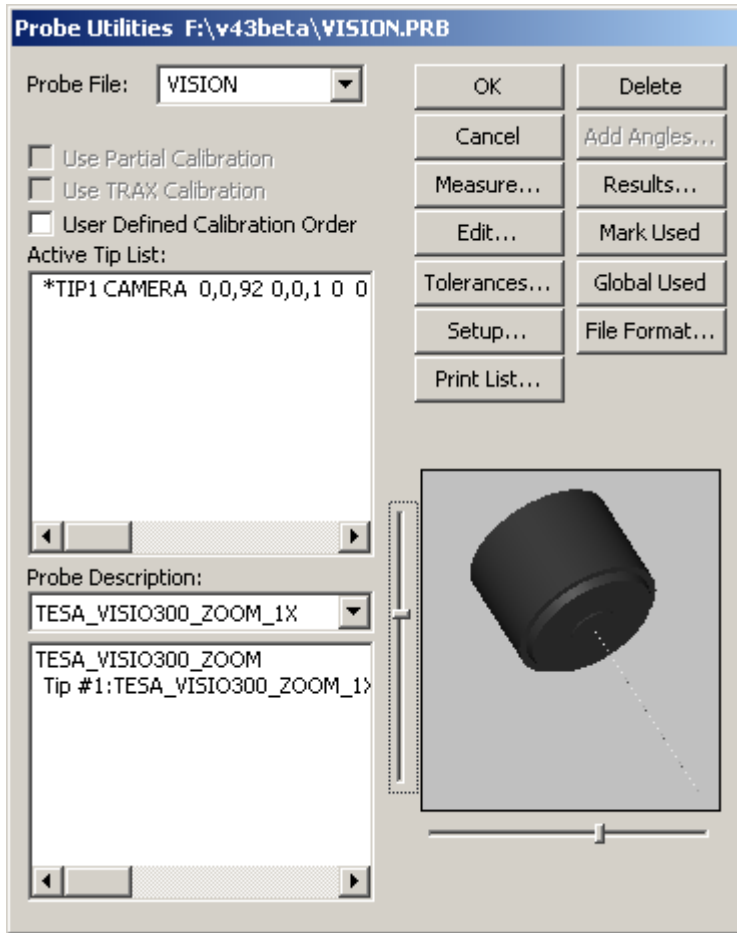 Probe Utilities F:\v43beta\VISION.PRB
Probe File:
VISION
Use Partial Calibration
Use TRAX Calibration
User Defined Calibration Order
Active Tip List:
*TIP1 CAMERA 0,0,92 0,0,1 0 0
Probe Description:
TESA_VISIO300_ZOOM_1X
TESA_VISIO300_ZOOM
Tip #1:TESA_VISIO300_ZOOM_1X
OK
Delete
Cancel
Add Angles...
Measure...
Results...
Edit...
Mark Used
Tolerances...
Global Used
Setup...
File Format...
Print List...